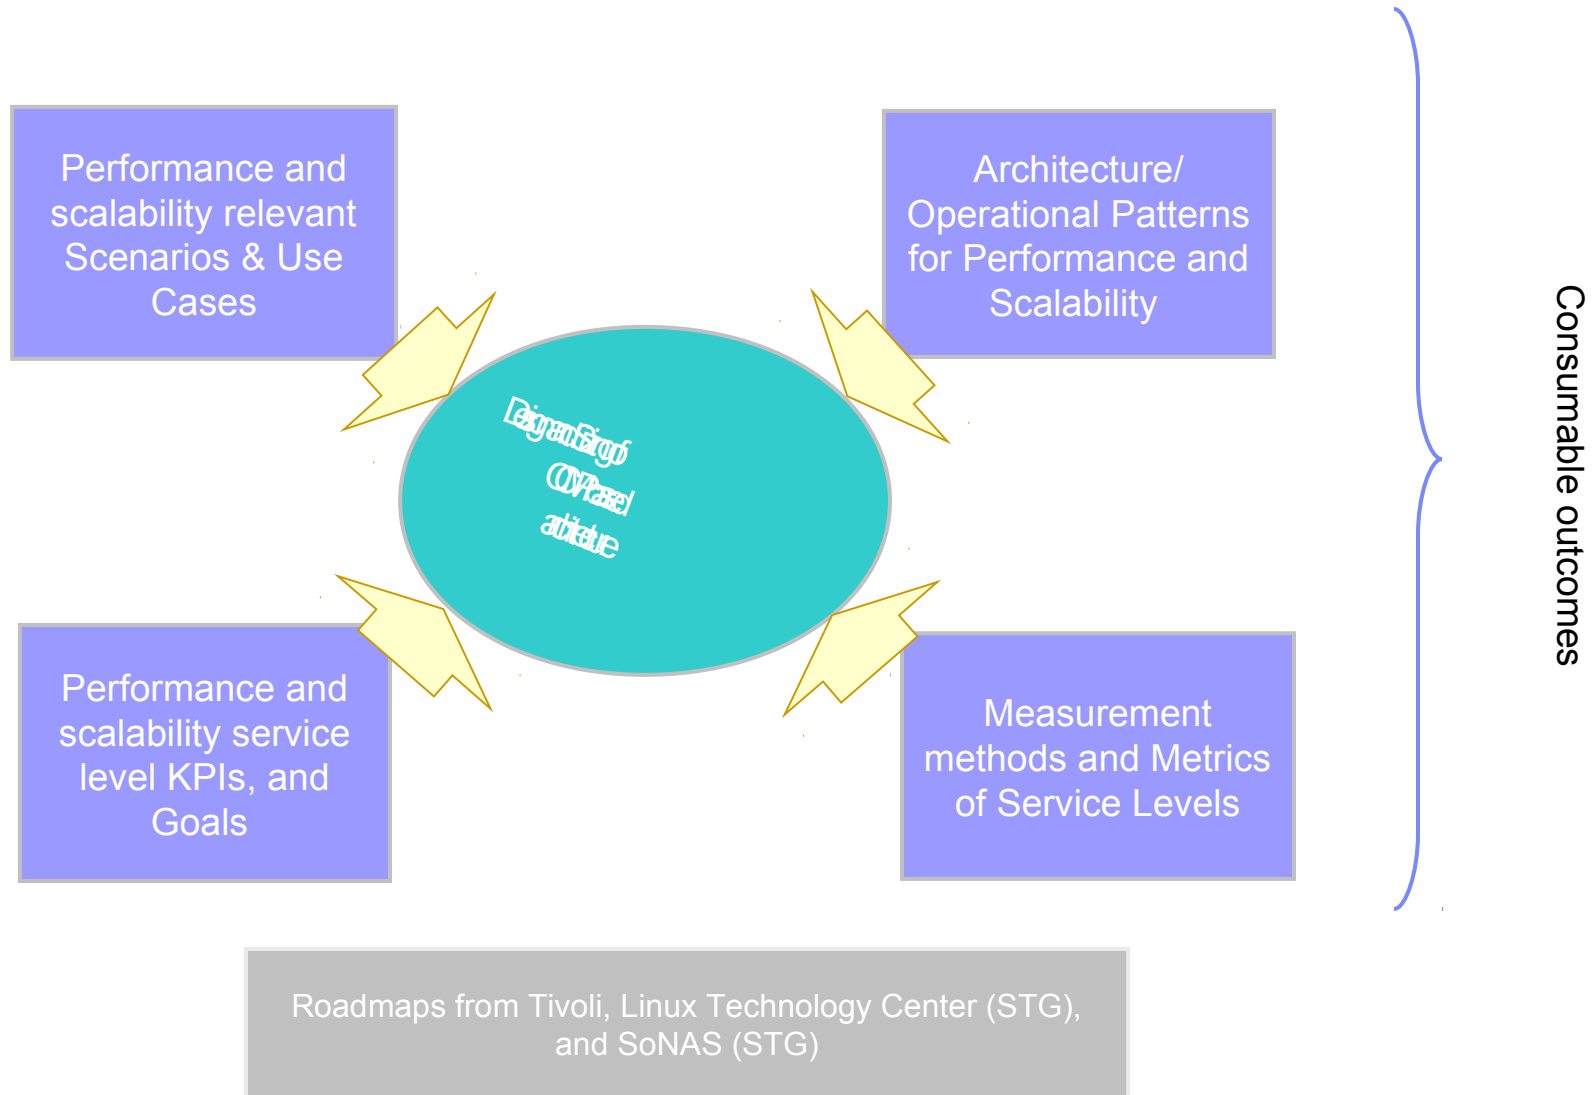 Performance and
scalability relevant
Scenarios & Use
Cases
Architecture/
Operational Patterns
for Performance and
Scalability
Performance and
scalability service
level KPIs, and
Goals
Measurement
methods and Metrics
of Service Levels
Consumable outcomes
Roadmaps from Tivoli, Linux Technology Center (STG),
and SoNAS (STG)